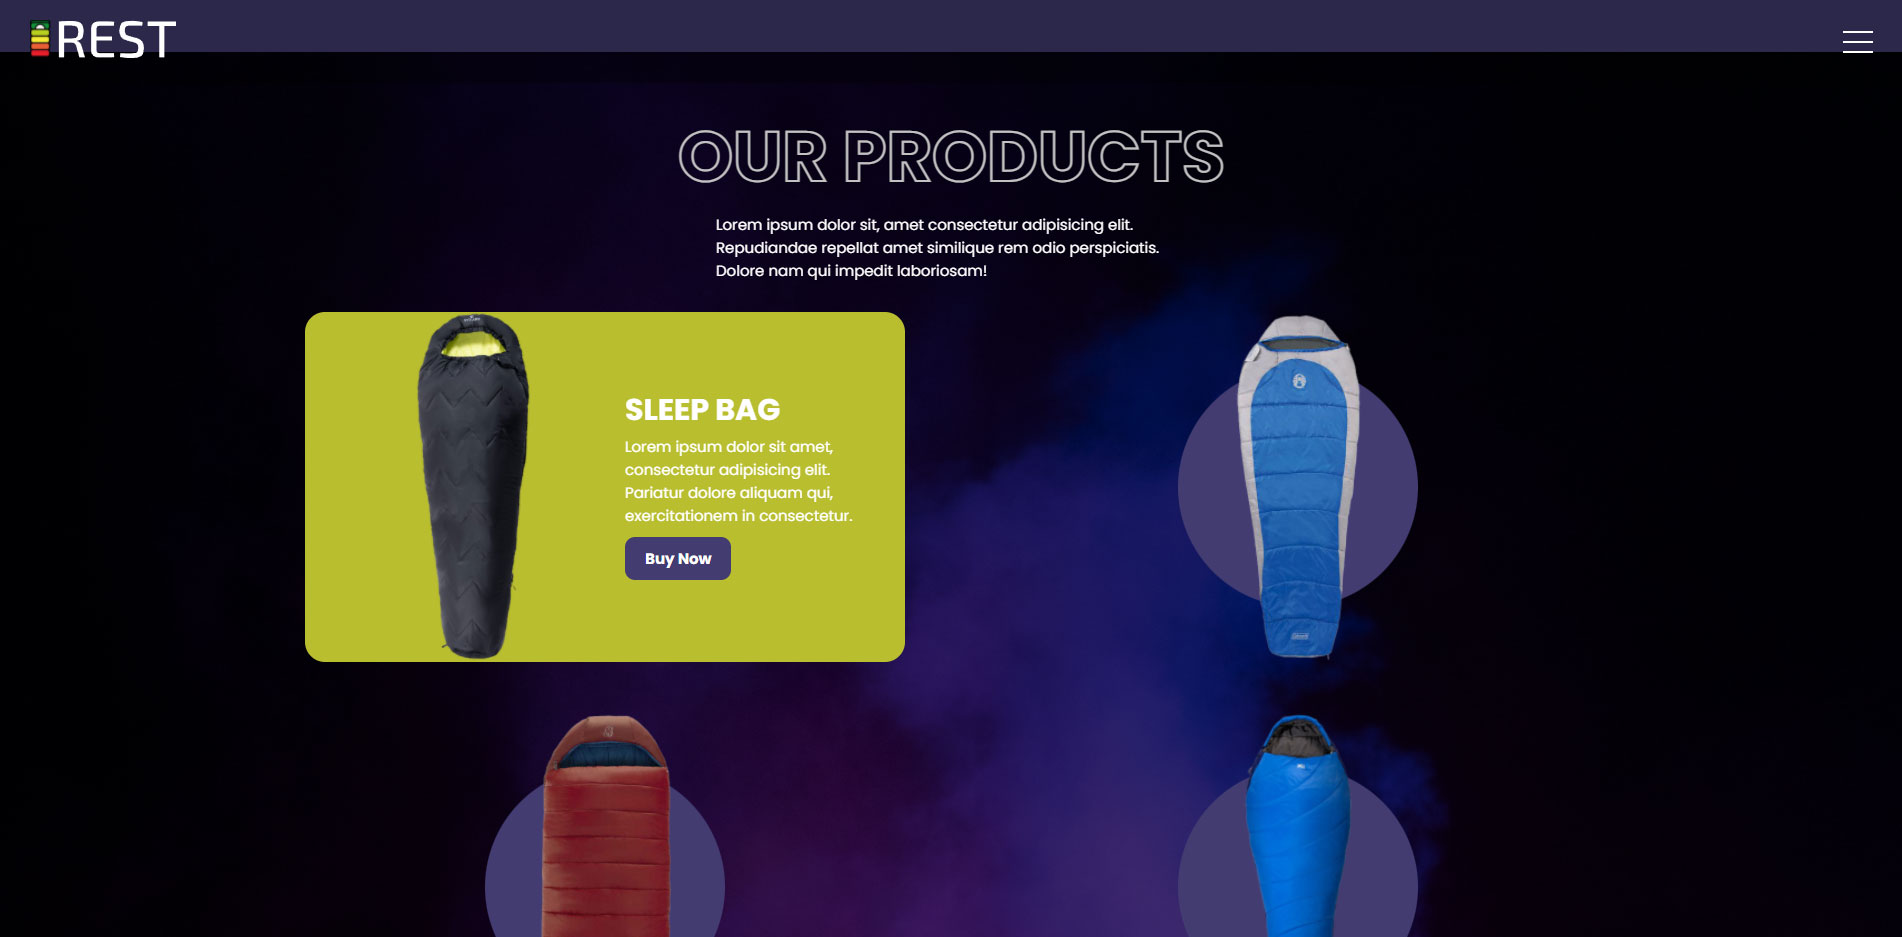 REST
OUR PRODUCTS
Lorem ipsum dolor sit, amet consectetur adipisicing elit.
Repudiandae repellat amet similique rem odio perspiciatis.
Dolore nam qui impedit laboriosam!
SLEEP BAG
Lorem ipsum dolor sit amet,
consectetur adipisicing elit.
Pariatur dolore aliquam qui,
exercitationem in consectetur.
Buy Now